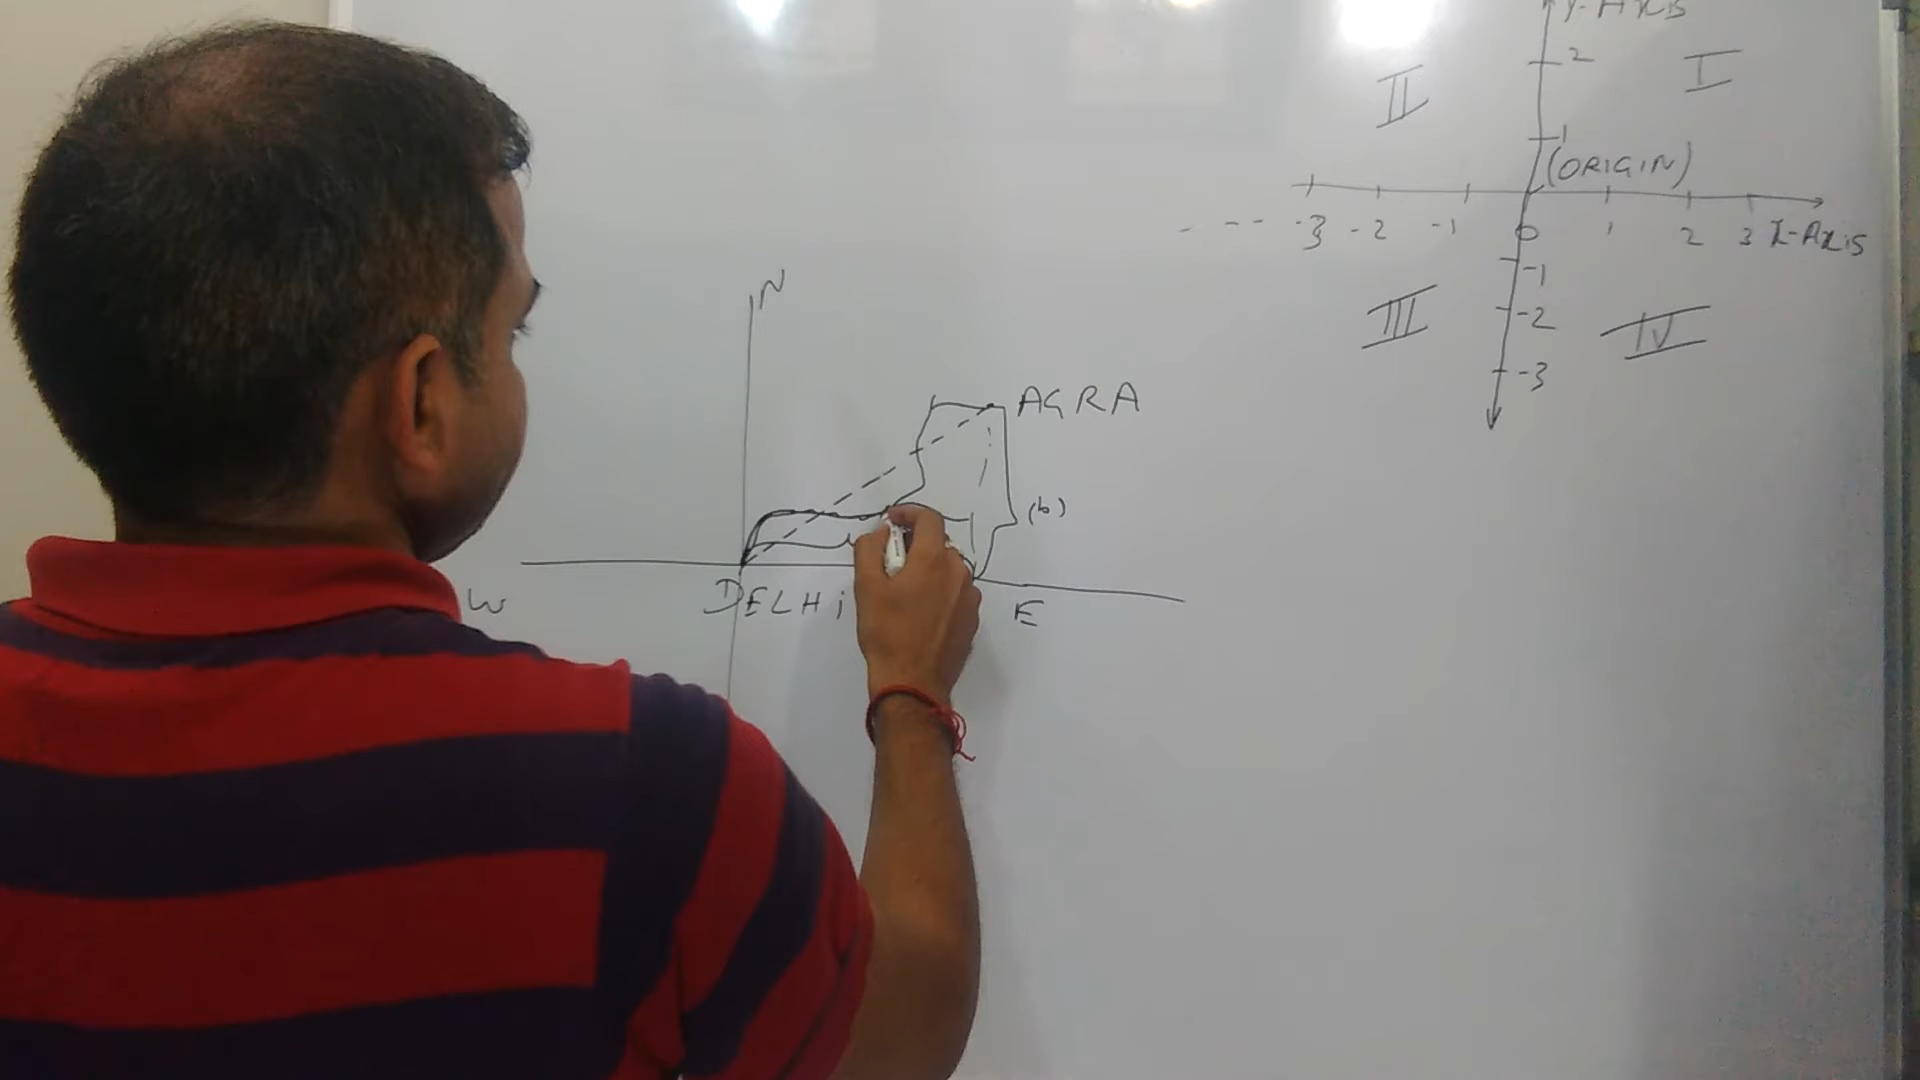 Y-AXIS
2
II
I
1
(ORIGIN)
- - - -3 -2 -1 0 1 2 3 X-AXIS
-1
-2
III
IV
-3
N
AGRA
(b)
W
DELHi
E